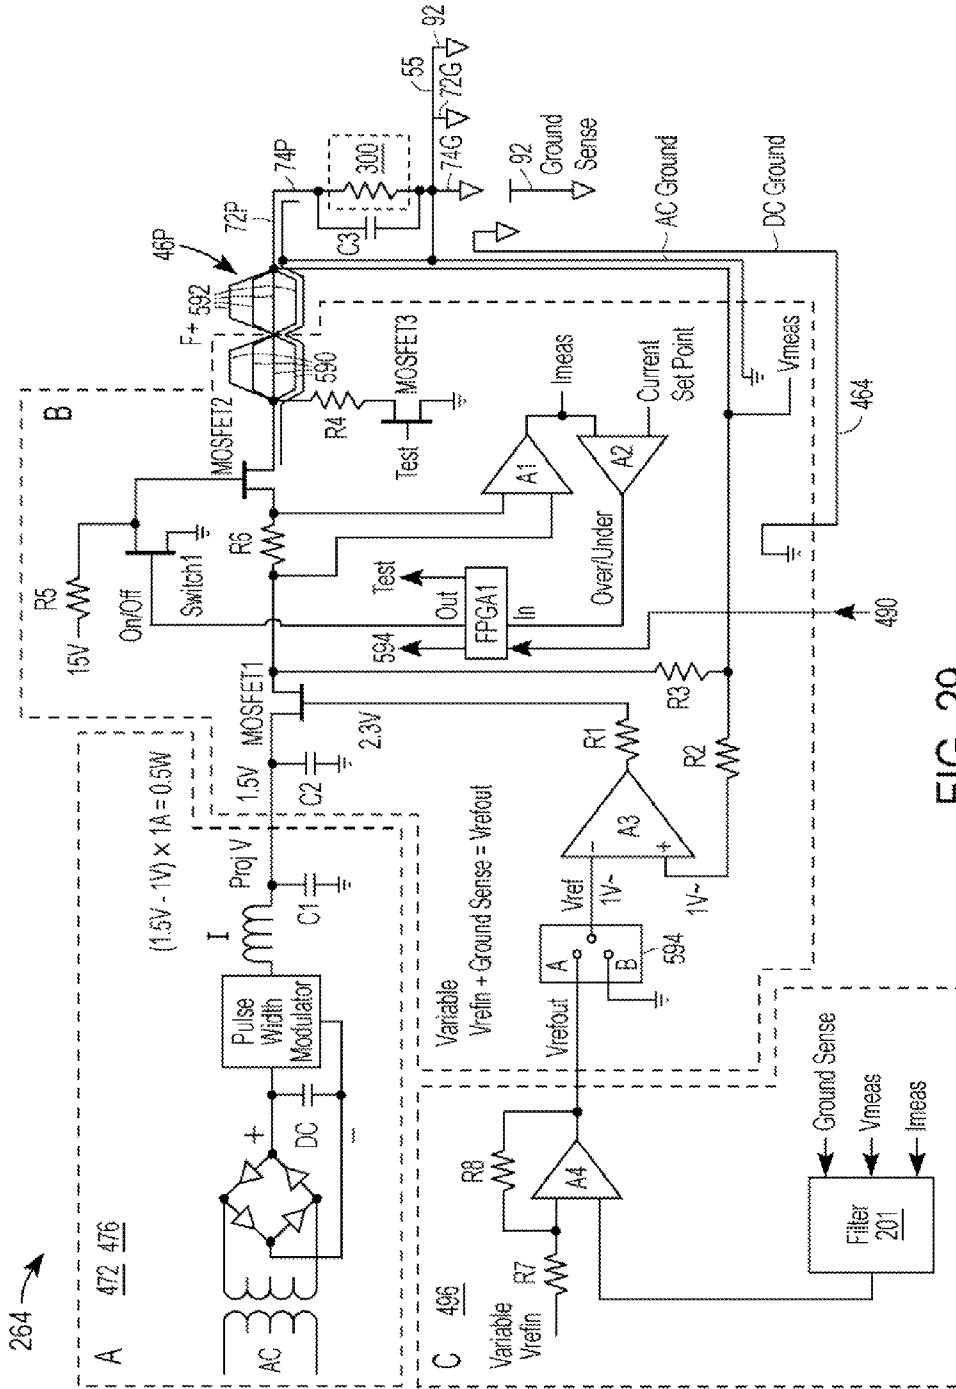 264
A
472 476
AC
+
DC
–
Pulse
Width
Modulator
I
(1.5V - 1V) × 1A = 0.6W
Proj V
C1
1.5V
C2
MOSFET1
2.3V
B
15V
R5
On/Off
Switch1
R6
MOSFET2
F+
592
590
46P
72P
74P
C3
300
55
92
72G
74G
92
Ground
Sense
AC Ground
DC Ground
R4
MOSFET3
Test
A1
Imeas
A2
Current
Set Point
Over/Under
Test
594
Out
FPGA1
In
490
464
Vmeas
R3
R2
R1
A3
–
+
Vref
1V~
1V~
Variable
Vrefin + Ground Sense = Vrefout
A
B
594
Vrefout
C
496
Variable
Vrefin
R7
R8
A4
Filter
201
Ground Sense
Vmeas
Imeas